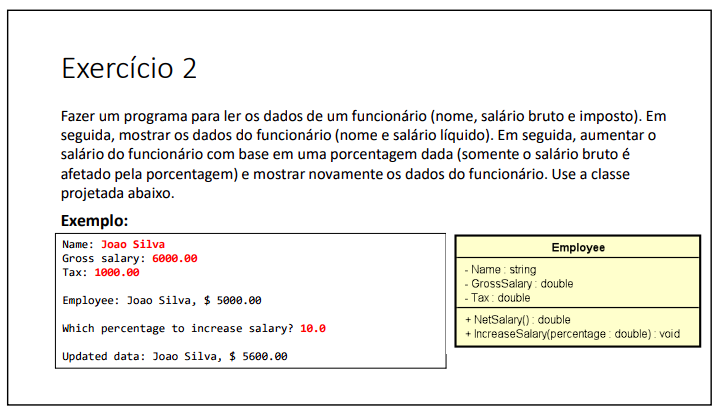 Exercício 2
Fazer um programa para ler os dados de um funcionário (nome, salário bruto e imposto). Em
seguida, mostrar os dados do funcionário (nome e salário líquido). Em seguida, aumentar o
salário do funcionário com base em uma porcentagem dada (somente o salário bruto é
afetado pela porcentagem) e mostrar novamente os dados do funcionário. Use a classe
projetada abaixo.
Exemplo:
Name: Joao Silva
Gross salary: 6000.00
Tax: 1000.00
Employee: Joao Silva, $ 5000.00
Which percentage to increase salary? 10.0
Updated data: Joao Silva, $ 5600.00
Employee
- Name : string
- GrossSalary : double
- Tax : double
+ NetSalary() : double
+ IncreaseSalary(percentage : double) : void